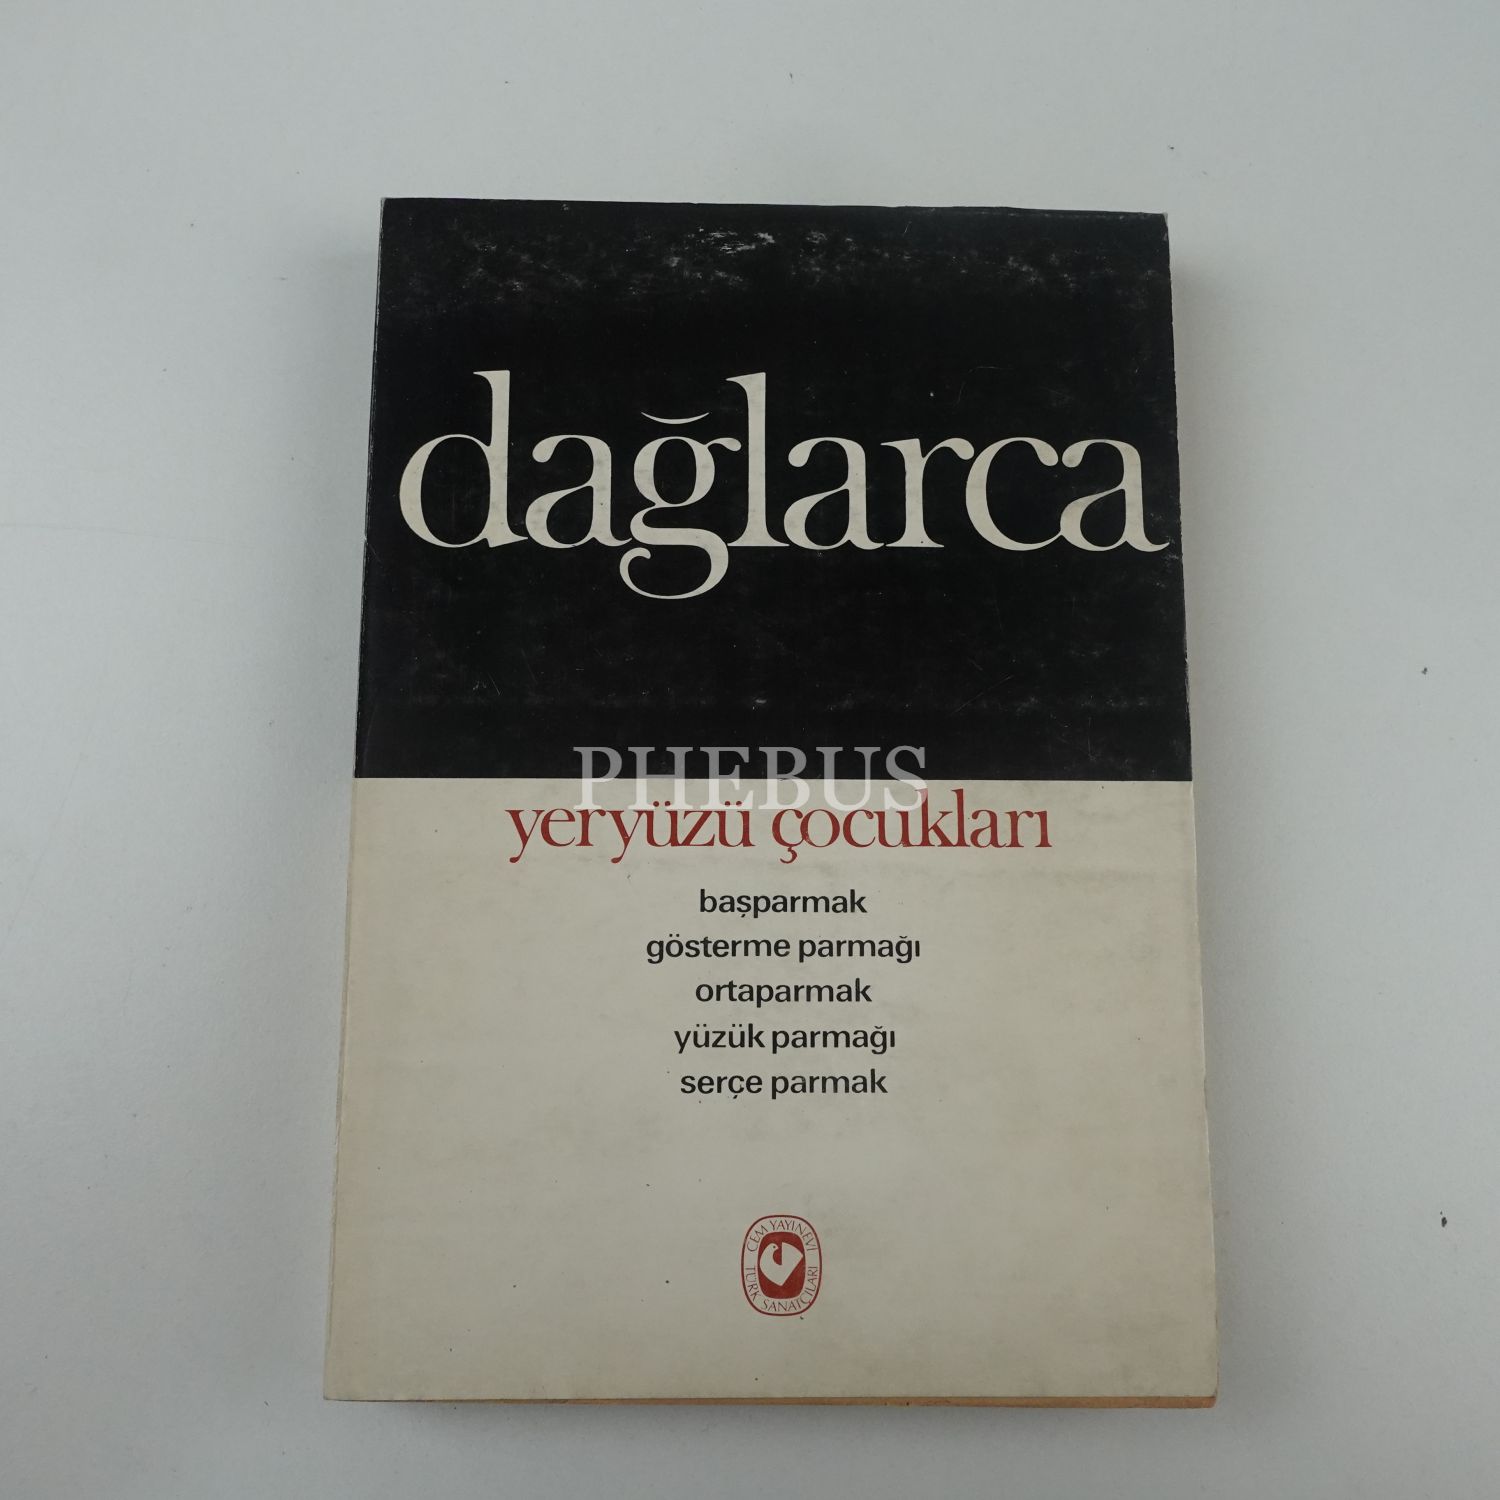 dağlarca
PHEBUS
yeryüzü çocukları
başparmak
gösterme parmağı
ortaparmak
yüzük parmağı
serçe parmak
CEM YAYINEVİ
TÜRK SANATÇILARI